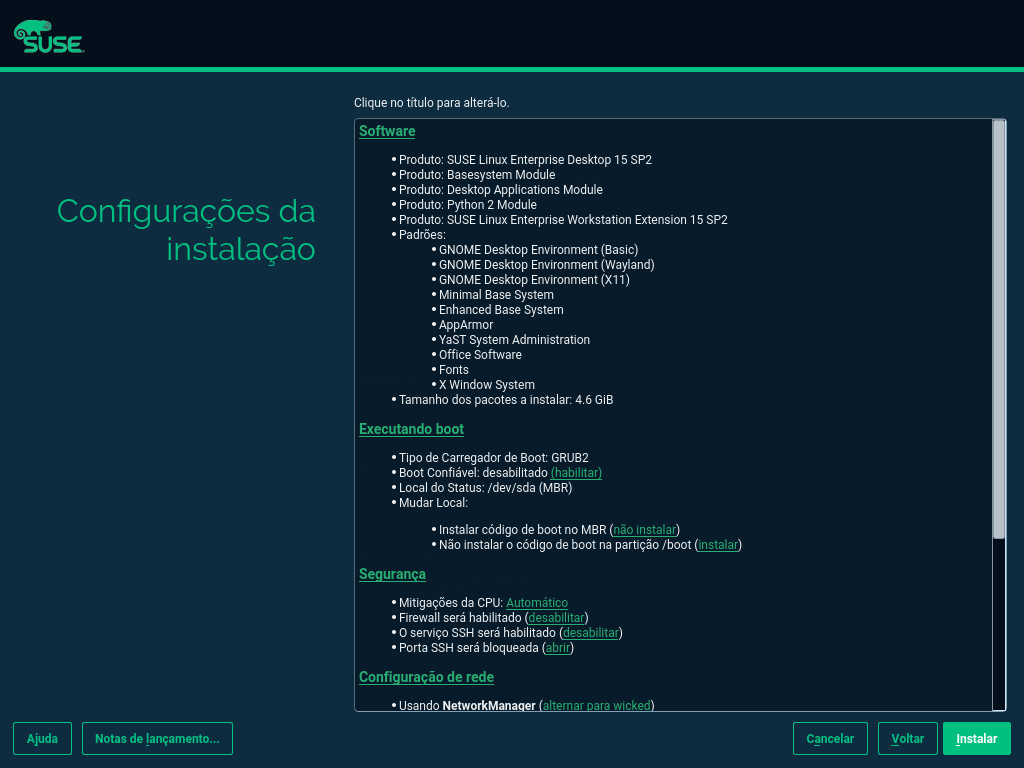 SUSE
Clique no título para alterá-lo.
Configurações da
instalação
Software
• Produto: SUSE Linux Enterprise Desktop 15 SP2
• Produto: Basesystem Module
• Produto: Desktop Applications Module
• Produto: Python 2 Module
• Produto: SUSE Linux Enterprise Workstation Extension 15 SP2
• Padrões:
• GNOME Desktop Environment (Basic)
• GNOME Desktop Environment (Wayland)
• GNOME Desktop Environment (X11)
• Minimal Base System
• Enhanced Base System
• AppArmor
• YaST System Administration
• Office Software
• Fonts
• X Window System
• Tamanho dos pacotes a instalar: 4.6 GiB
Executando boot
• Tipo de Carregador de Boot: GRUB2
• Boot Confiável: desabilitado (habilitar)
• Local do Status: /dev/sda (MBR)
• Mudar Local:
• Instalar código de boot no MBR (não instalar)
• Não instalar o código de boot na partição /boot (instalar)
Segurança
• Mitigações da CPU: Automático
• Firewall será habilitado (desabilitar)
• O serviço SSH será habilitado (desabilitar)
• Porta SSH será bloqueada (abrir)
Configuração de rede
• Usando NetworkManager (alternar para wicked)
Ajuda
Notas de lançamento...
Cancelar
Voltar
Instalar